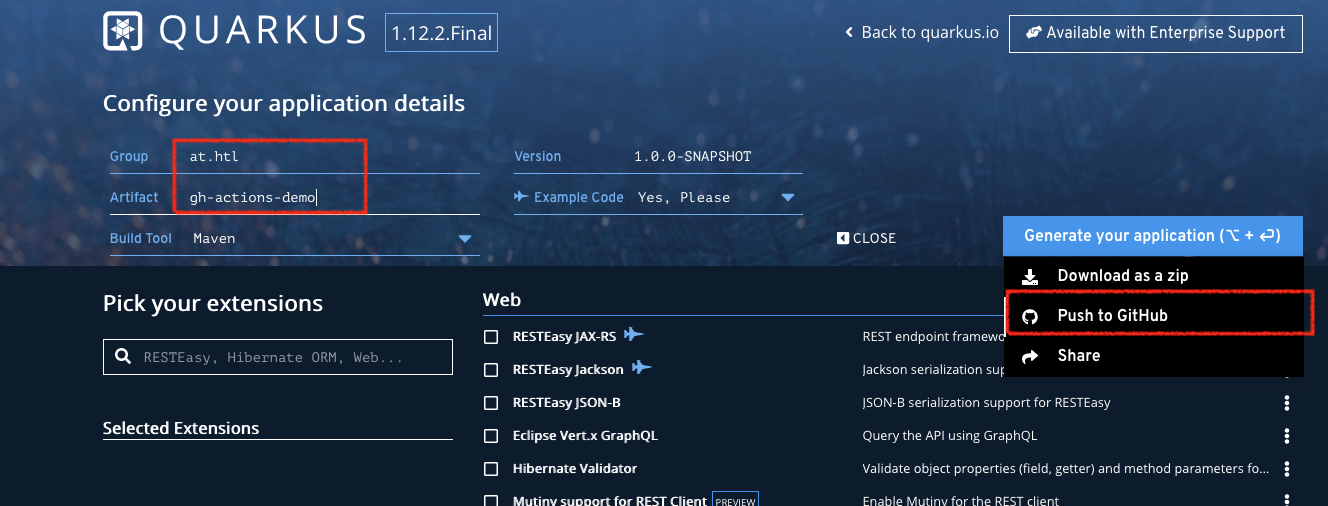 QUARKUS 1.12.2.Final
Back to quarkus.io
Available with Enterprise Support
Configure your application details
Group at.htl
Version 1.0.0-SNAPSHOT
Artifact gh-actions-demo
Example Code Yes, Please
Build Tool Maven
CLOSE
Generate your application (⌥ + ⏎)
Download as a zip
Push to GitHub
Share
Pick your extensions
RESTEasy, Hibernate ORM, Web...
Selected Extensions
Web
RESTEasy JAX-RS REST endpoint
RESTEasy Jackson Jackson serialization
RESTEasy JSON-B JSON-B serialization support for RESTEasy
Eclipse Vert.x GraphQL Query the API using GraphQL
Hibernate Validator Validate object properties (field, getter) and method parameters fo...
Mutiny support for REST Client PREVIEW Enable Mutiny for the REST client